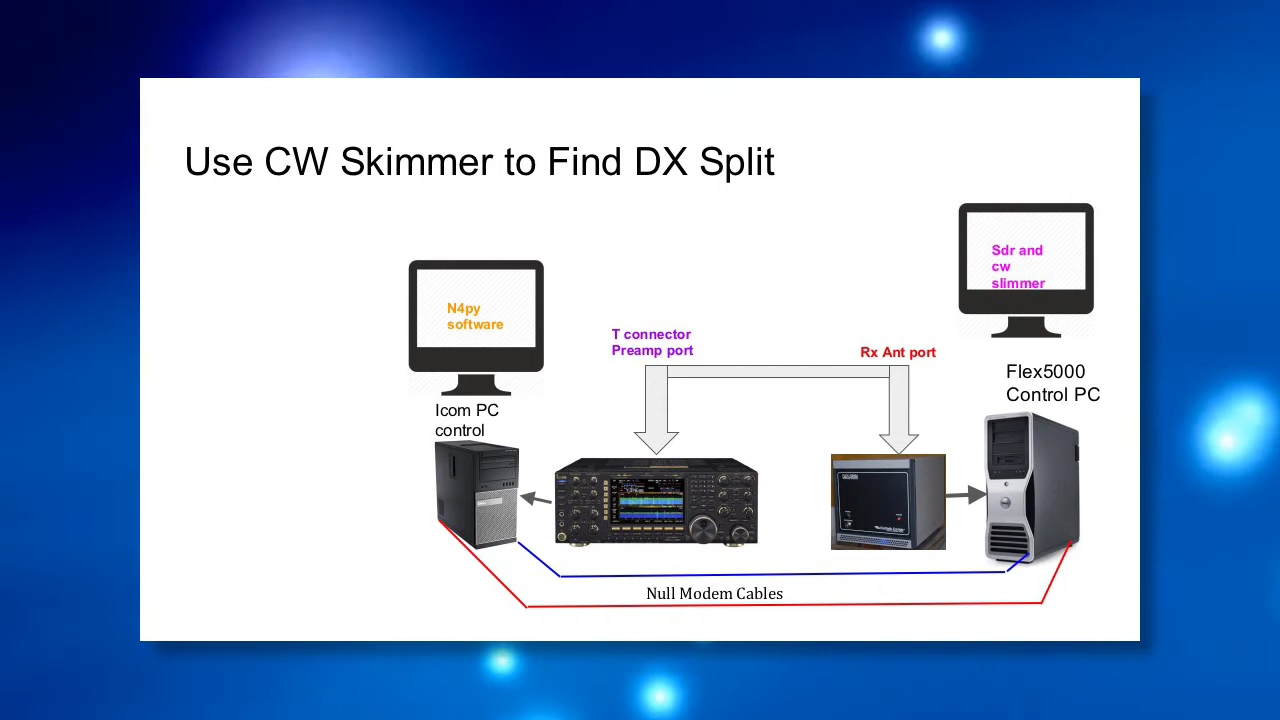 Use CW Skimmer to Find DX Split
Sdr and
cw
slimmer
N4py
software
T connector
Preamp port
Rx Ant port
Flex5000
Control PC
Icom PC
control
Null Modem Cables